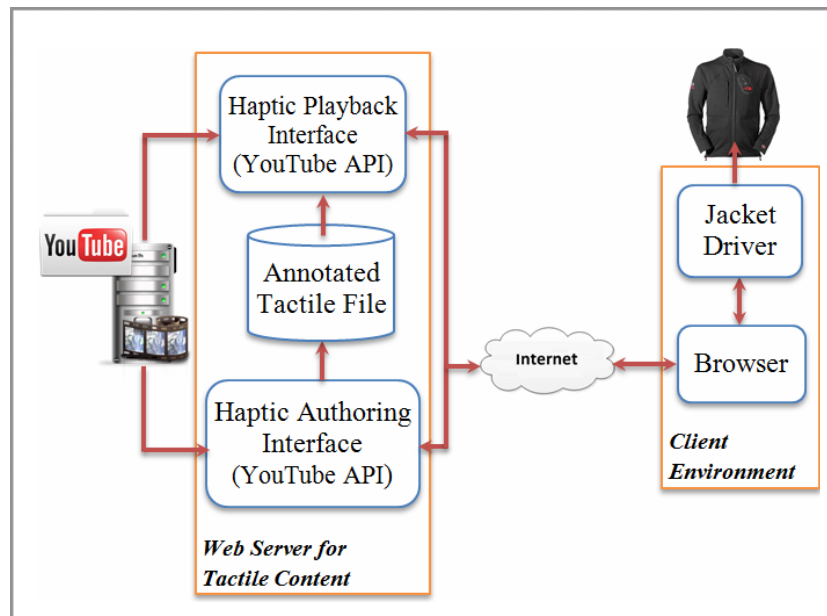 Haptic Playback
Interface
(YouTube API)
YouTube
Annotated
Tactile File
Haptic Authoring
Interface
(YouTube API)
Web Server for
Tactile Content
Internet
Jacket
Driver
Browser
Client
Environment